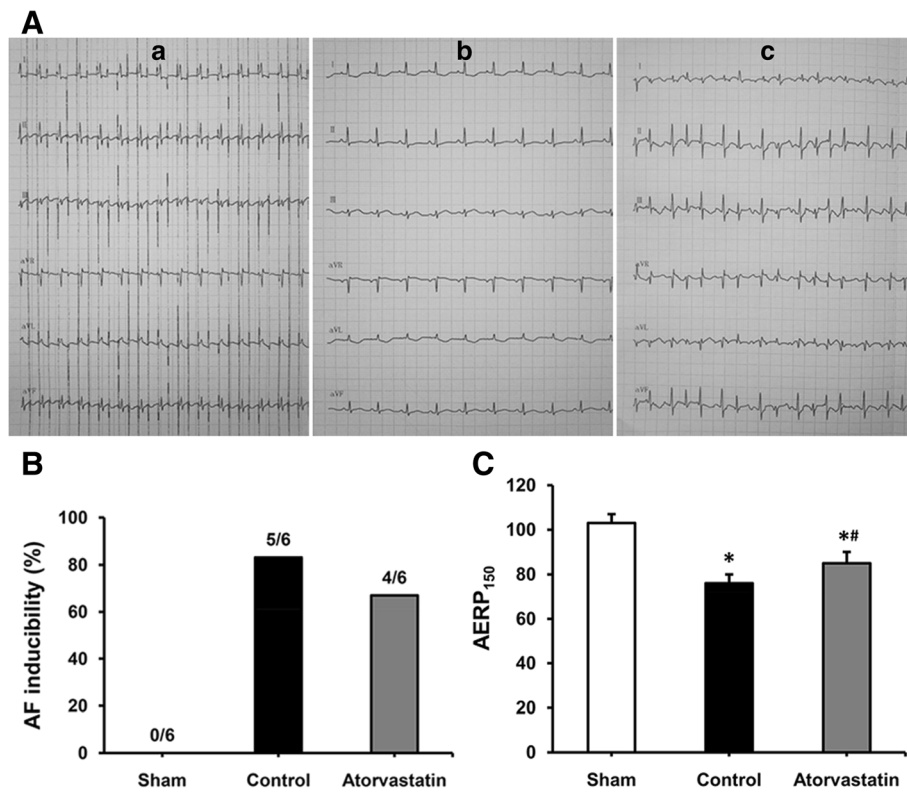 A
a
b
c
I
II
III
aVR
aVL
aVF
I
II
III
aVR
aVL
aVF
I
II
III
aVR
aVL
aVF
B
AF inducibility (%)
100
80
60
40
20
0
0/6
5/6
4/6
Sham
Control
Atorvastatin
C
AERP150
120
100
80
60
40
20
0
*
*#
Sham
Control
Atorvastatin